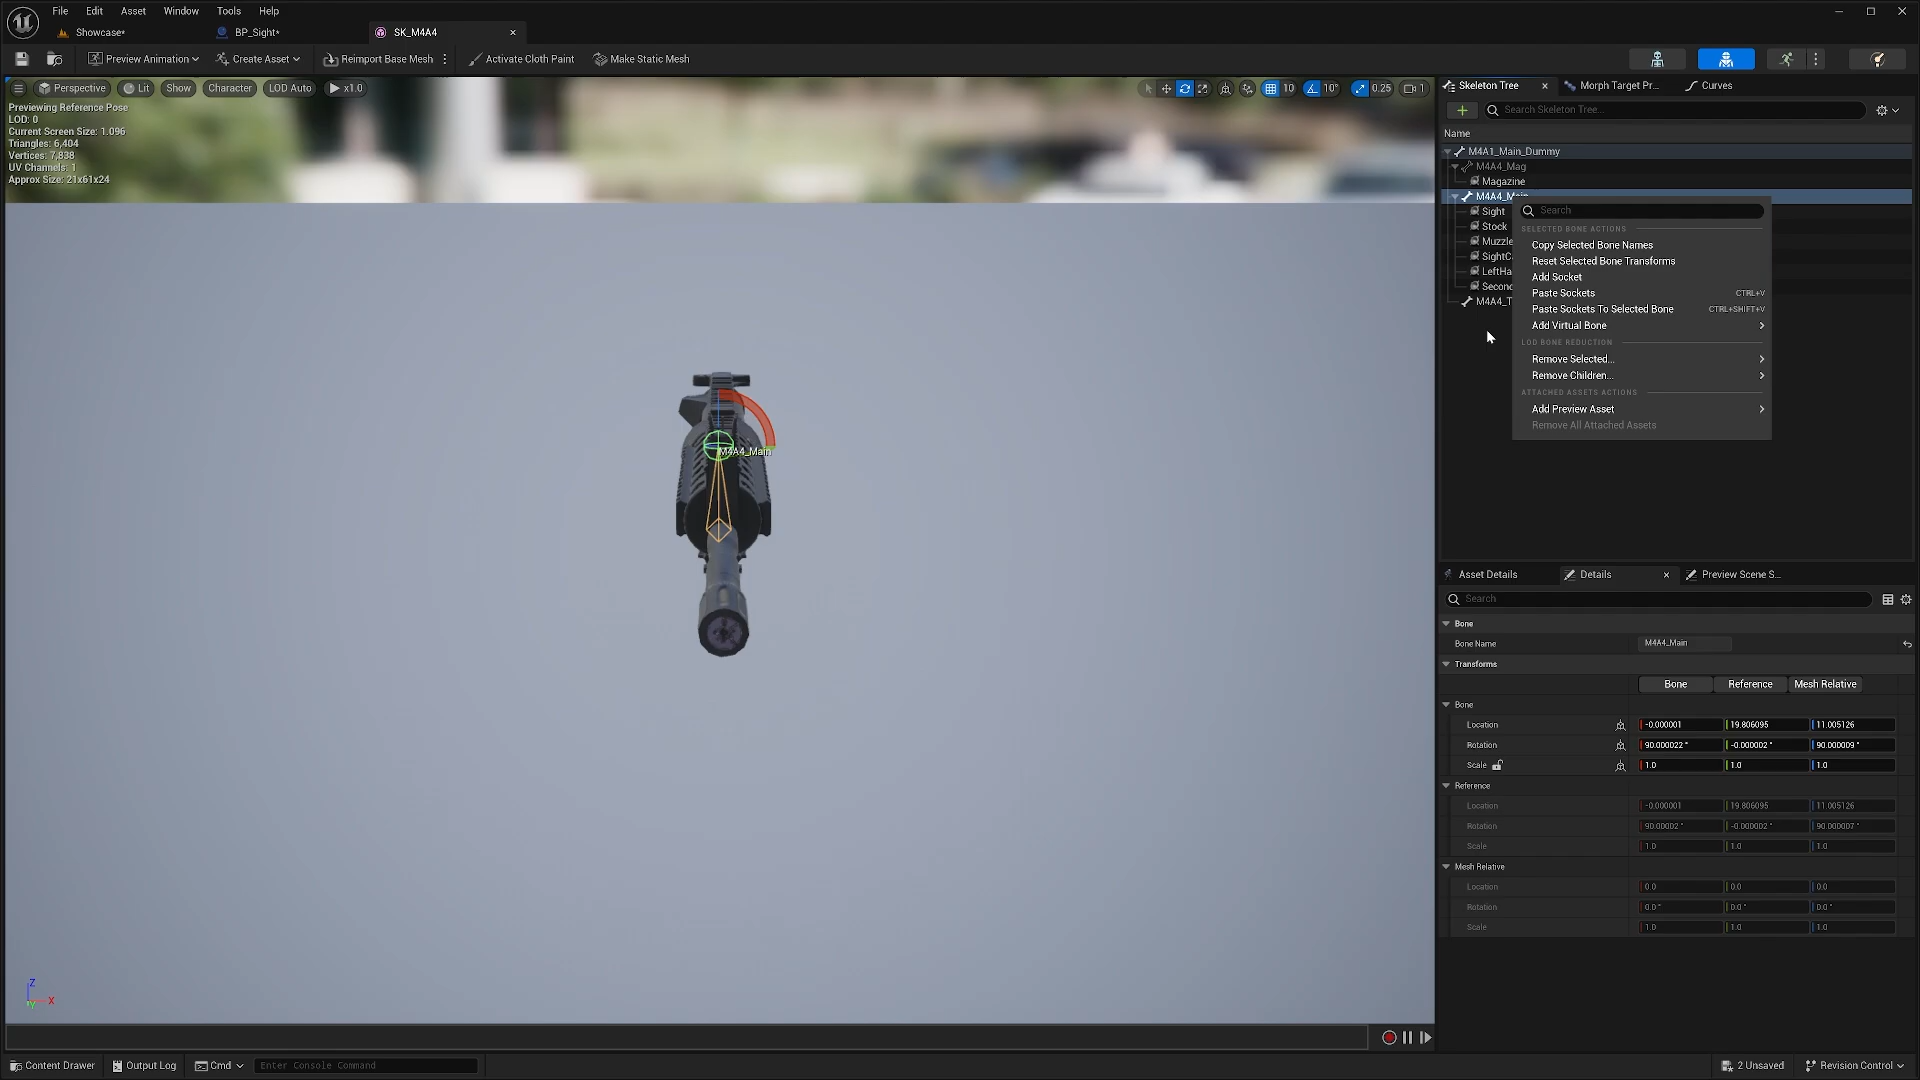 File Edit Asset Window Tools Help
Showcase* BP_Sight* SK_M4A4
Preview Animation Create Asset Reimport Base Mesh Activate Cloth Paint Make Static Mesh
Perspective Lit Show Character LOD Auto x1.0 10 10° 0.25 1
Previewing Reference Pose
LOD: 0
Current Screen Size: 1.096
Triangles: 6,404
Vertices: 7,838
UV Channels: 1
Approx Size: 21x61x24
M4A4_Main
Z
X
Y
Skeleton Tree Morph Target Pr... Curves
Search Skeleton Tree...
Name
M4A1_Main_Dummy
M4A4_Mag
Magazine
M4A4_Main
Sight
Stock
Muzzle
SightC
LeftHa
Second
M4A4_T
Search
SELECTED BONE ACTIONS
Copy Selected Bone Names
Reset Selected Bone Transforms
Add Socket
Paste Sockets CTRL+V
Paste Sockets To Selected Bone CTRL+SHIFT+V
Add Virtual Bone
LOD BONE REDUCTION
Remove Selected...
Remove Children...
ATTACHED ASSETS ACTIONS
Add Preview Asset
Remove All Attached Assets
Asset Details Details Preview Scene S...
Search
Bone
Bone Name M4A4_Main
Transforms
Bone Reference Mesh Relative
Bone
Location -0.000001 19.806095 11.005126
Rotation 90.000022 ° -0.000002 ° 90.000009 °
Scale 1.0 1.0 1.0
Reference
Location -0.000001 19.806095 11.005126
Rotation 90.00002 ° -0.000002 ° 90.000007 °
Scale 1.0 1.0 1.0
Mesh Relative
Location 0.0 0.0 0.0
Rotation 0.0 ° 0.0 ° 0.0 °
Scale 1.0 1.0 1.0
Content Drawer Output Log Cmd Enter Console Command 2 Unsaved Revision Control